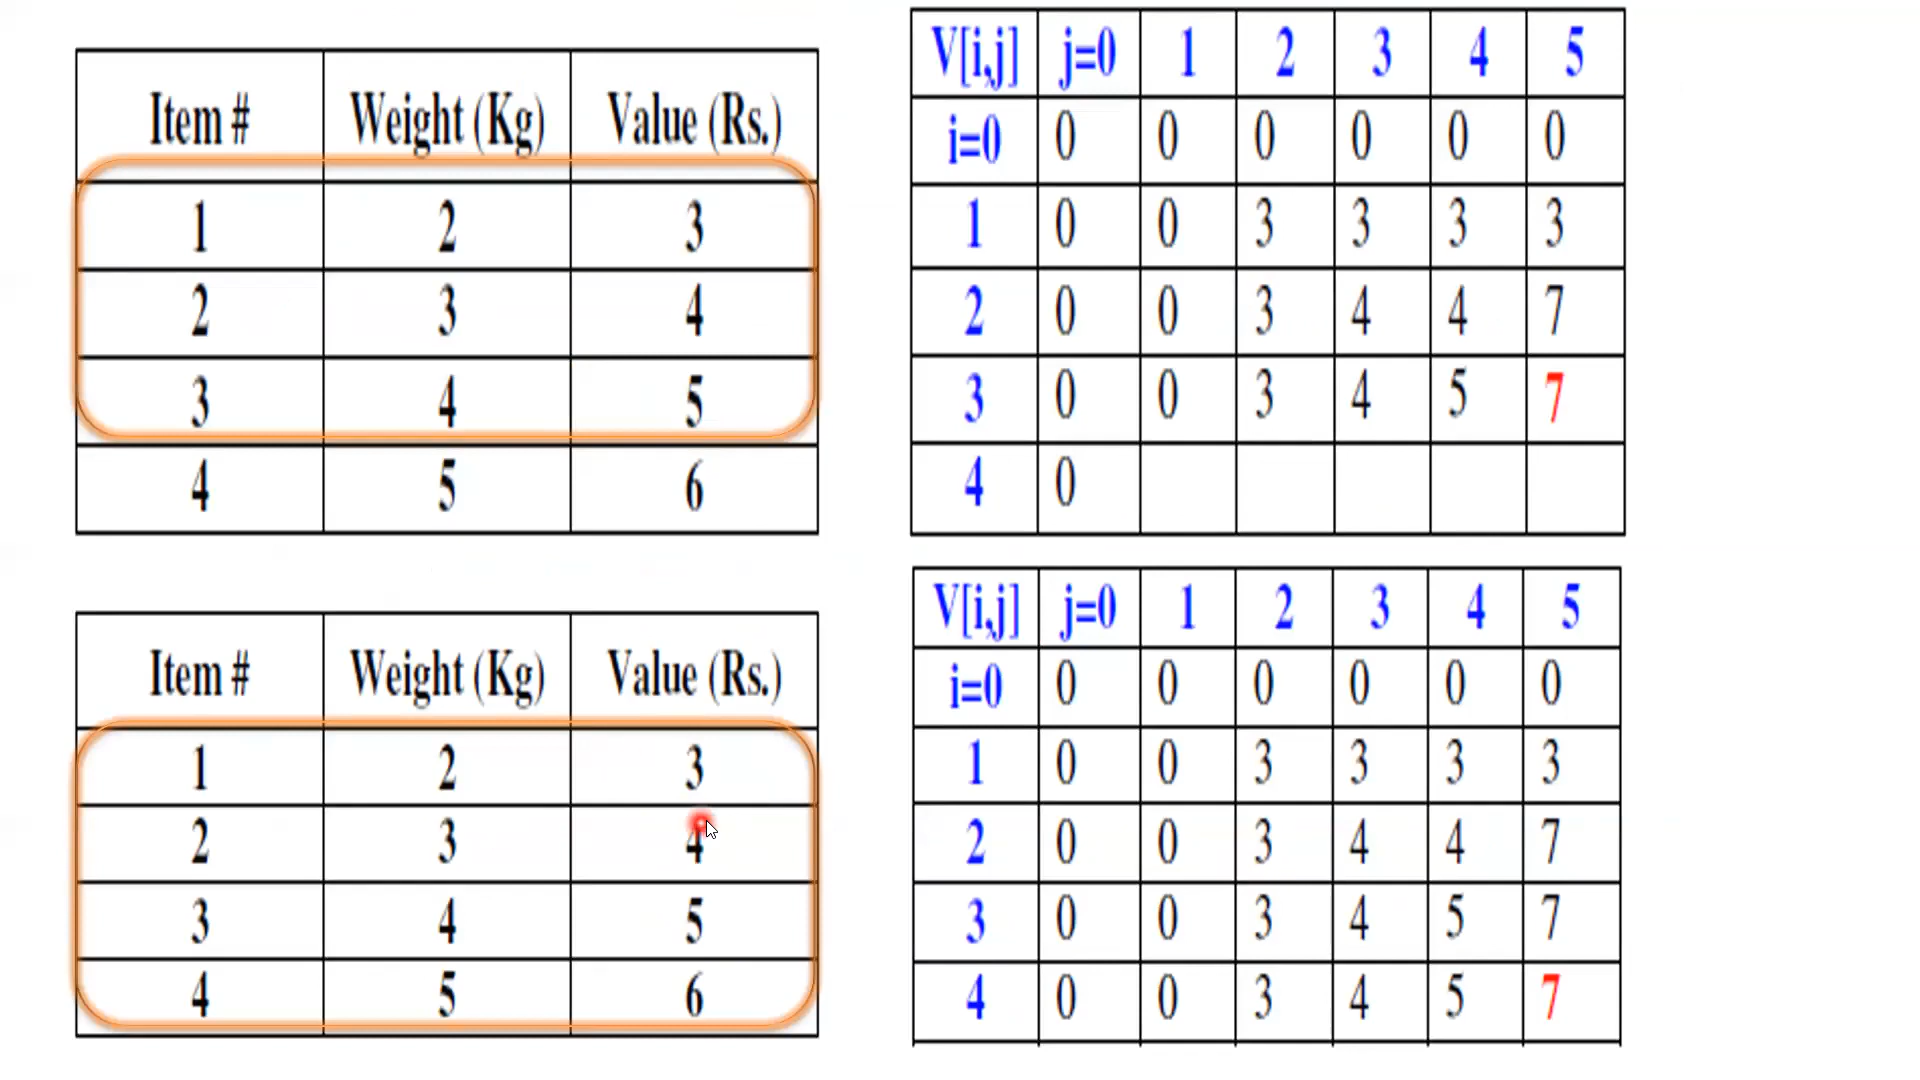 Item # Weight (Kg) Value (Rs.)
1 2 3
2 3 4
3 4 5
4 5 6
V[i,j] j=0 1 2 3 4 5
i=0 0 0 0 0 0 0
1 0 0 3 3 3 3
2 0 0 3 4 4 7
3 0 0 3 4 5 7
4 0
Item # Weight (Kg) Value (Rs.)
1 2 3
2 3 4
3 4 5
4 5 6
V[i,j] j=0 1 2 3 4 5
i=0 0 0 0 0 0 0
1 0 0 3 3 3 3
2 0 0 3 4 4 7
3 0 0 3 4 5 7
4 0 0 3 4 5 7